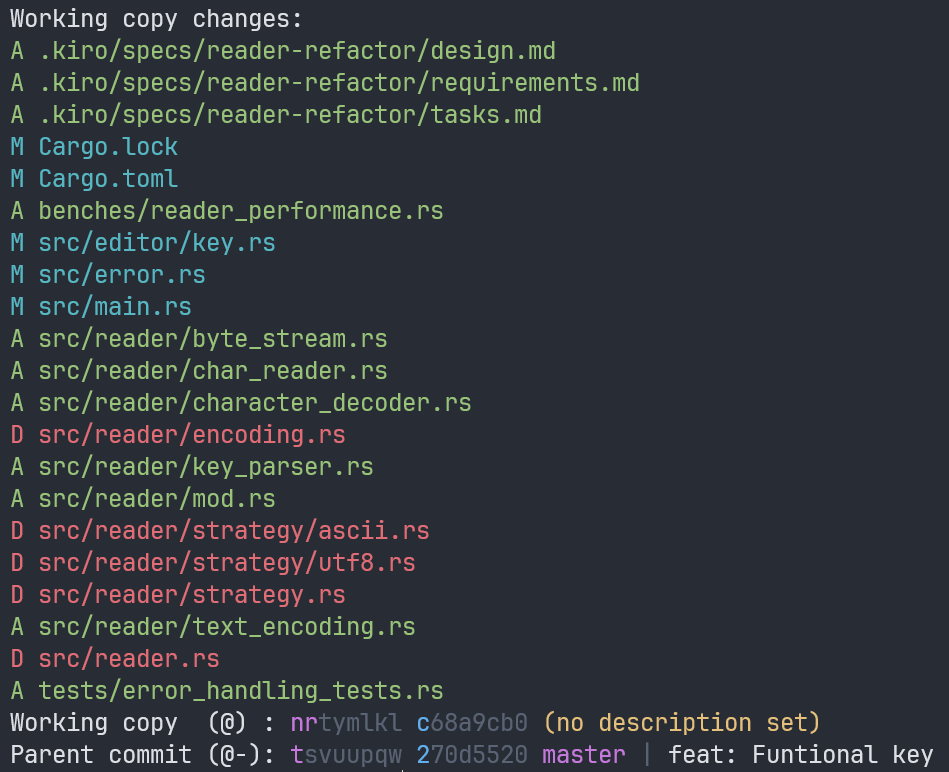 Working copy changes:
A .kiro/specs/reader-refactor/design.md
A .kiro/specs/reader-refactor/requirements.md
A .kiro/specs/reader-refactor/tasks.md
M Cargo.lock
M Cargo.toml
A benches/reader_performance.rs
M src/editor/key.rs
M src/error.rs
M src/main.rs
A src/reader/byte_stream.rs
A src/reader/char_reader.rs
A src/reader/character_decoder.rs
D src/reader/encoding.rs
A src/reader/key_parser.rs
A src/reader/mod.rs
D src/reader/strategy/ascii.rs
D src/reader/strategy/utf8.rs
D src/reader/strategy.rs
A src/reader/text_encoding.rs
D src/reader.rs
A tests/error_handling_tests.rs
Working copy  (@) : nrtymlkl c68a9cb0 (no description set)
Parent commit (@-): tsvuupqw 270d5520 master | feat: Funtional key